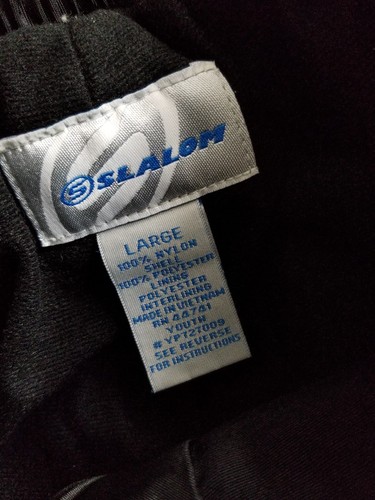 S SLALOM
LARGE
100% NYLON
SHELL
100% POLYESTER
LINING
POLYESTER
INTERLINING
MADE IN VIETNAM
RN 44741
YOUTH
# YP727009
SEE REVERSE
FOR INSTRUCTIONS